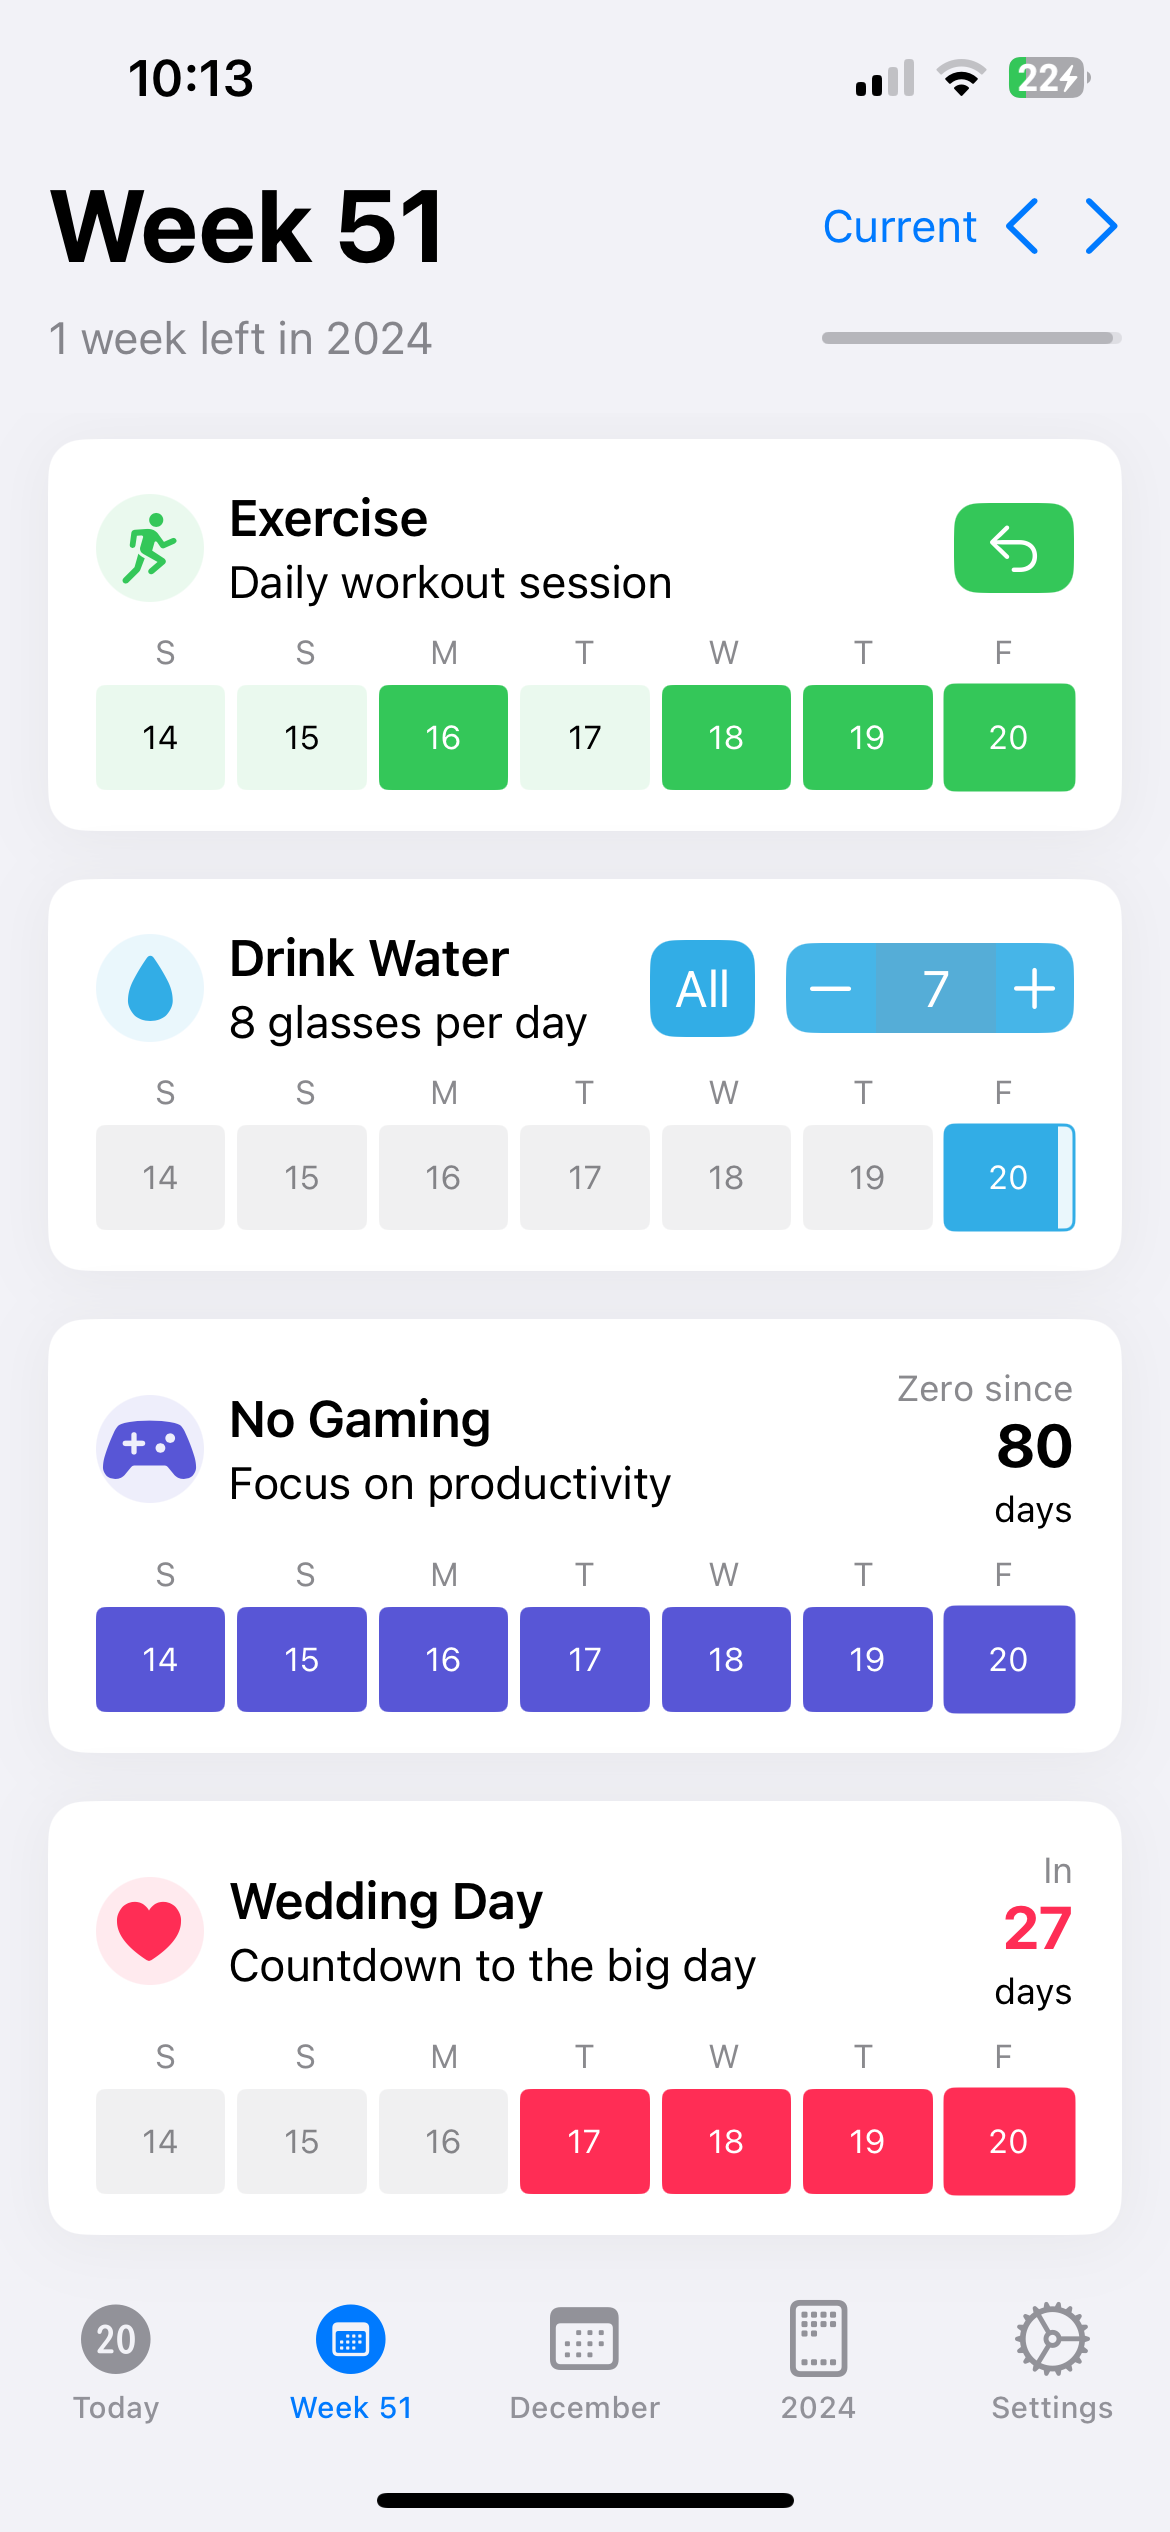 10:13
22
Week 51
Current
1 week left in 2024
Exercise
Daily workout session
S S M T W T F
14 15 16 17 18 19 20
Drink Water
8 glasses per day
All
− 7 +
S S M T W T F
14 15 16 17 18 19 20
Zero since
No Gaming
80
Focus on productivity
days
S S M T W T F
14 15 16 17 18 19 20
In
Wedding Day
27
Countdown to the big day
days
S S M T W T F
14 15 16 17 18 19 20
20
Today Week 51 December 2024 Settings